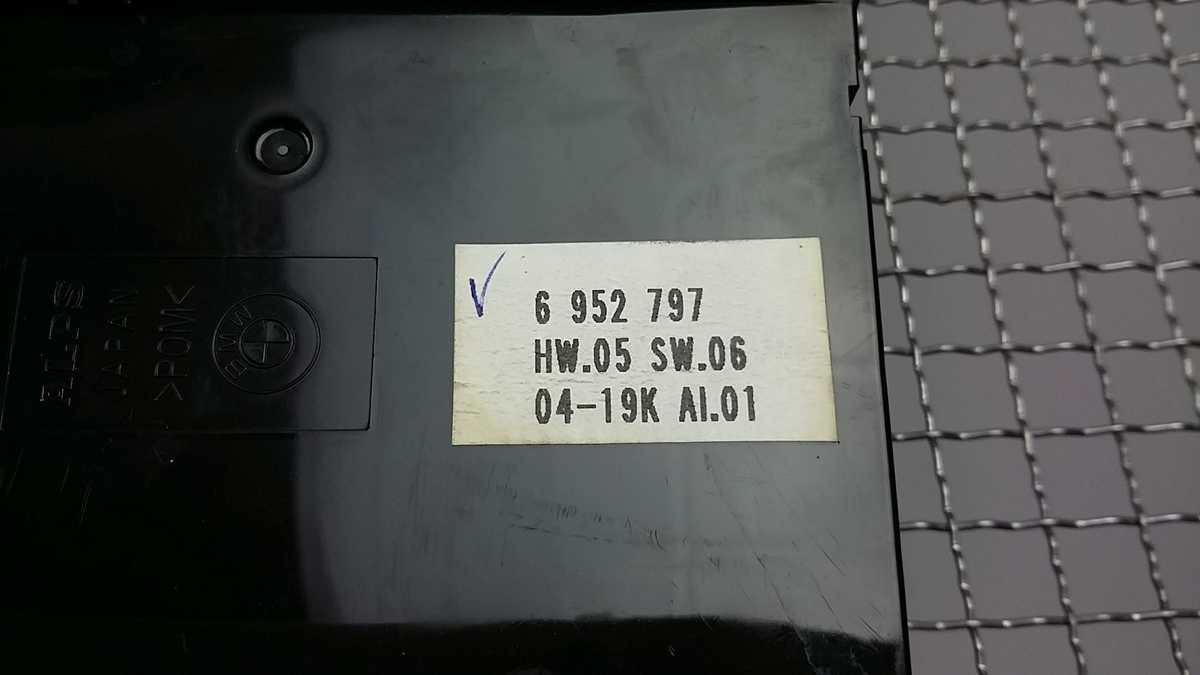 6 952 797
HW.05 SW.06
04-19K AI.01
ALPS
JAPAN
>POM<
BMW